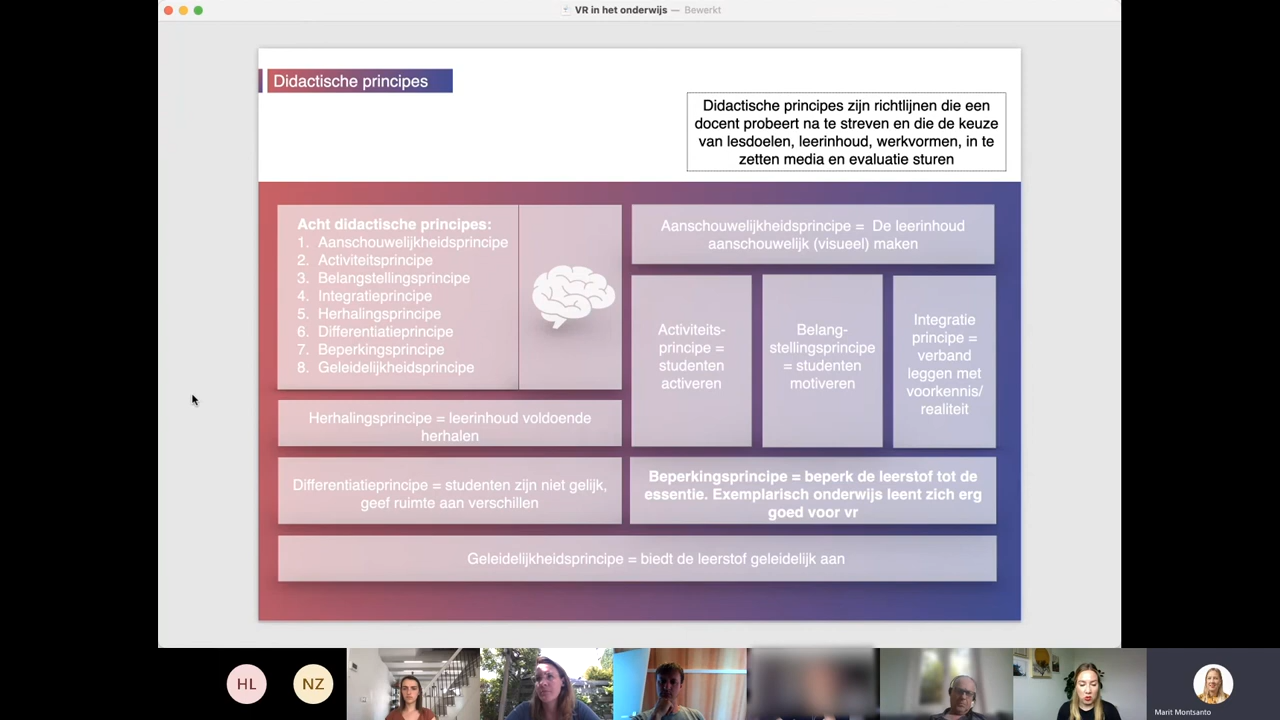 VR in het onderwijs — Bewerkt
Didactische principes
Didactische principes zijn richtlijnen die een
docent probeert na te streven en die de keuze
van lesdoelen, leerinhoud, werkvormen, in te
zetten media en evaluatie sturen
Acht didactische principes:
1. Aanschouwelijkheidsprincipe
2. Activiteitsprincipe
3. Belangstellingsprincipe
4. Integratieprincipe
5. Herhalingsprincipe
6. Differentiatieprincipe
7. Beperkingsprincipe
8. Geleidelijkheidsprincipe
Aanschouwelijkheidsprincipe = De leerinhoud
aanschouwelijk (visueel) maken
Activiteits-
principe =
studenten
activeren
Belang-
stellingsprincipe
= studenten
motiveren
Integratie
principe =
verband
leggen met
voorkennis/
realiteit
Herhalingsprincipe = leerinhoud voldoende
herhalen
Differentiatieprincipe = studenten zijn niet gelijk,
geef ruimte aan verschillen
Beperkingsprincipe = beperk de leerstof tot de
essentie. Exemplarisch onderwijs leent zich erg
goed voor vr
Geleidelijkheidsprincipe = biedt de leerstof geleidelijk aan
HL
NZ
Marit Montsanto